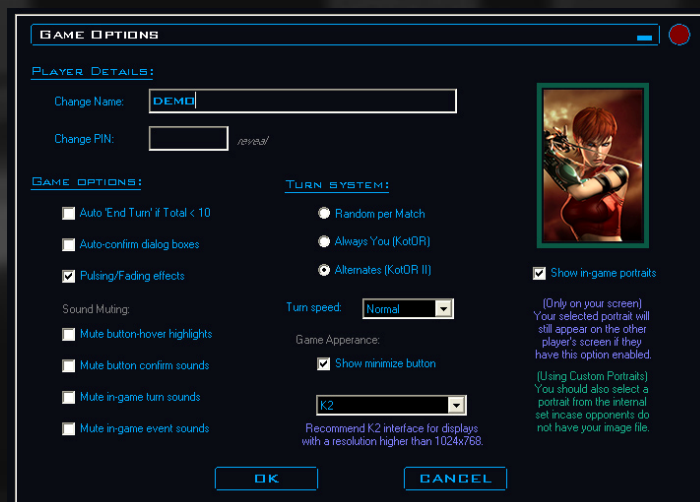 GAME OPTIONS
PLAYER DETAILS:
Change Name:
DEMO
Change PIN:
reveal
GAME OPTIONS:
Auto 'End Turn' if Total < 10
Auto-confirm dialog boxes
Pulsing/Fading effects
Sound Muting:
Mute button-hover highlights
Mute button confirm sounds
Mute in-game turn sounds
Mute in-game event sounds
TURN SYSTEM:
Random per Match
Always You (KotOR)
Alternates (KotOR II)
Turn speed:
Normal
Game Apperance:
Show minimize button
K2
Recommend K2 interface for displays
with a resolution higher than 1024x768.
Show in-game portraits
(Only on your screen)
Your selected portrait will
still appear on the other
player's screen if they
have this option enabled.
(Using Custom Portraits)
You should also select a
portrait from the internal
set incase opponents do
not have your image file.
OK
CANCEL